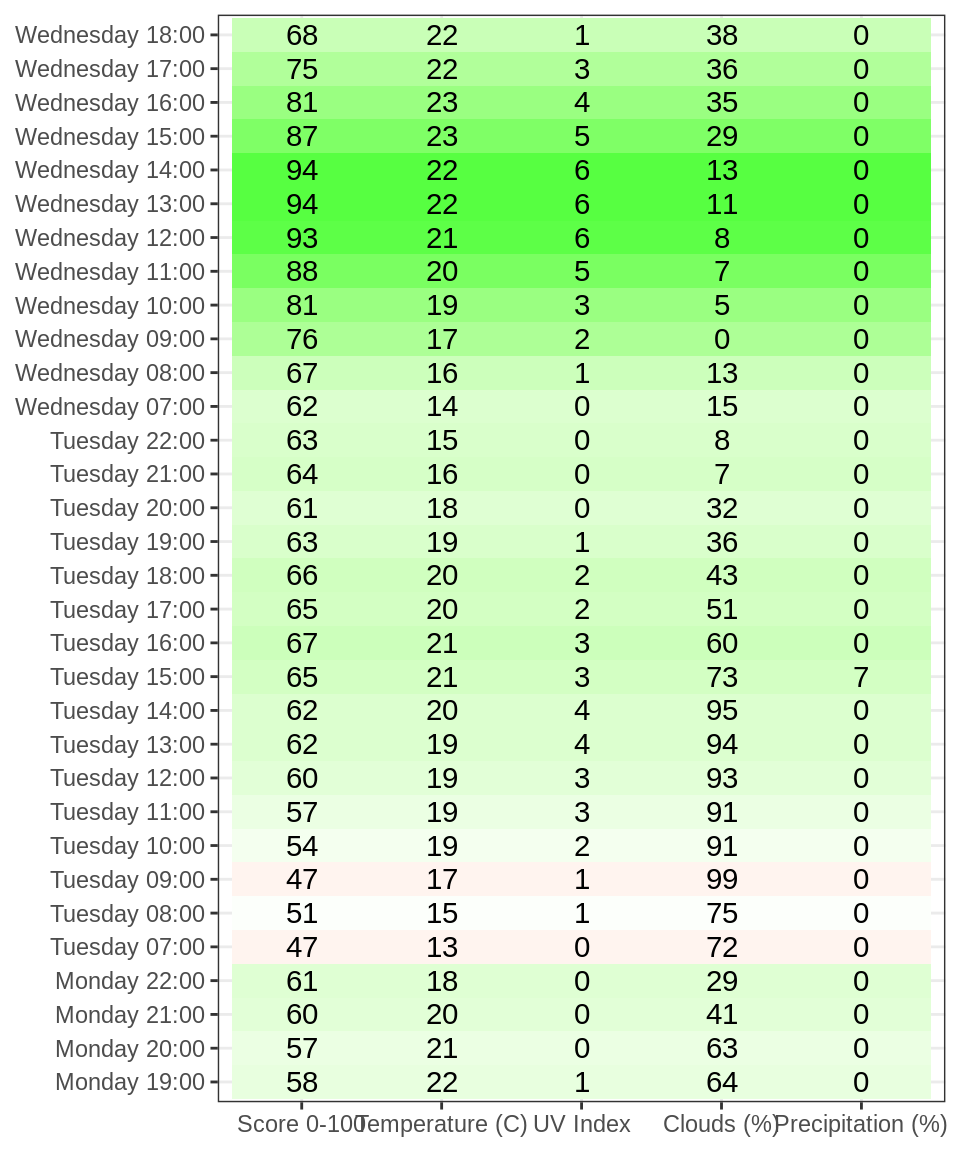 Wednesday 18:00 68 22 1 38 0
Wednesday 17:00 75 22 3 36 0
Wednesday 16:00 81 23 4 35 0
Wednesday 15:00 87 23 5 29 0
Wednesday 14:00 94 22 6 13 0
Wednesday 13:00 94 22 6 11 0
Wednesday 12:00 93 21 6 8 0
Wednesday 11:00 88 20 5 7 0
Wednesday 10:00 81 19 3 5 0
Wednesday 09:00 76 17 2 0 0
Wednesday 08:00 67 16 1 13 0
Wednesday 07:00 62 14 0 15 0
Tuesday 22:00 63 15 0 8 0
Tuesday 21:00 64 16 0 7 0
Tuesday 20:00 61 18 0 32 0
Tuesday 19:00 63 19 1 36 0
Tuesday 18:00 66 20 2 43 0
Tuesday 17:00 65 20 2 51 0
Tuesday 16:00 67 21 3 60 0
Tuesday 15:00 65 21 3 73 7
Tuesday 14:00 62 20 4 95 0
Tuesday 13:00 62 19 4 94 0
Tuesday 12:00 60 19 3 93 0
Tuesday 11:00 57 19 3 91 0
Tuesday 10:00 54 19 2 91 0
Tuesday 09:00 47 17 1 99 0
Tuesday 08:00 51 15 1 75 0
Tuesday 07:00 47 13 0 72 0
Monday 22:00 61 18 0 29 0
Monday 21:00 60 20 0 41 0
Monday 20:00 57 21 0 63 0
Monday 19:00 58 22 1 64 0
Score 0-100 Temperature (C) UV Index Clouds (%) Precipitation (%)